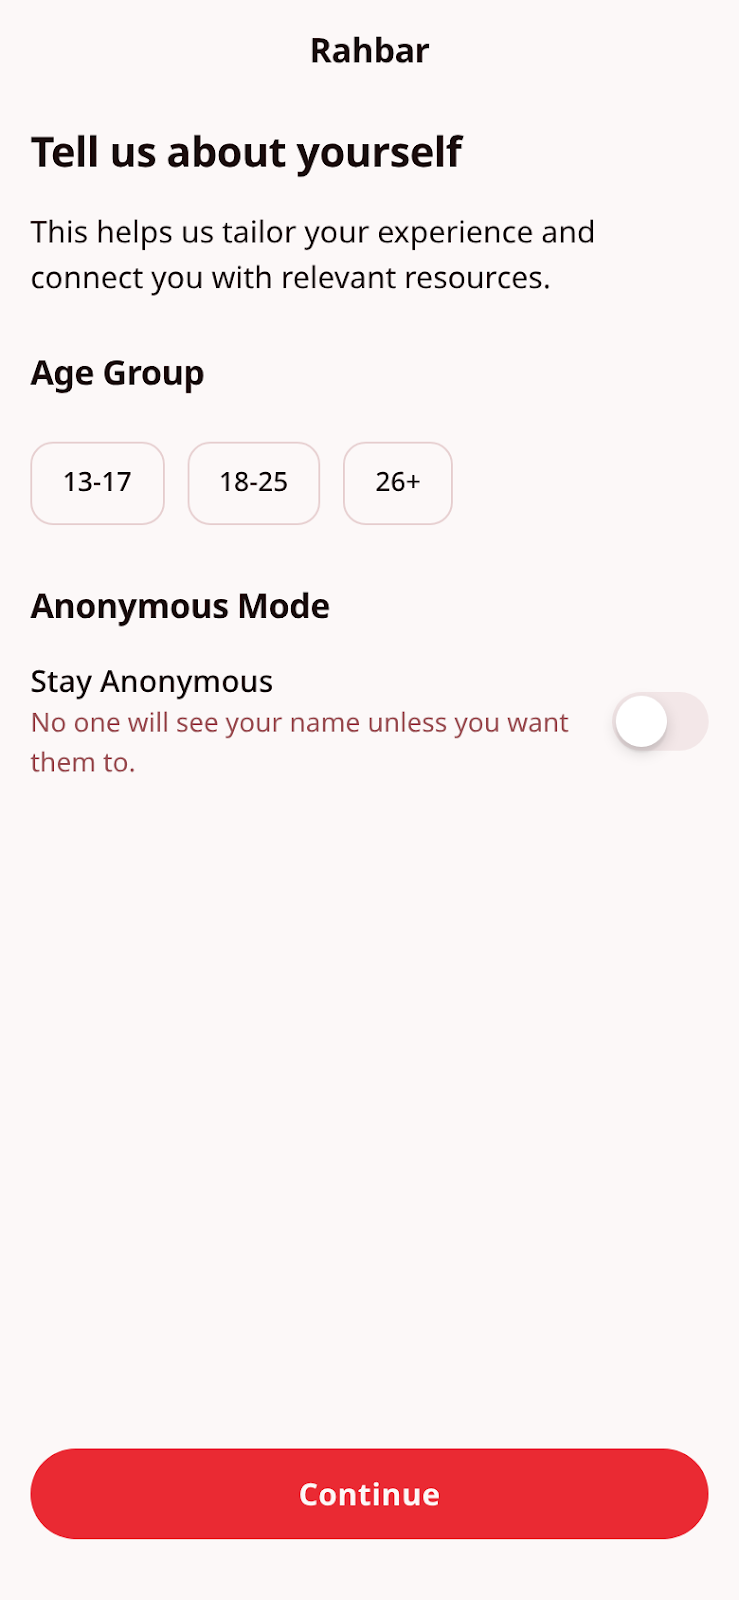 Rahbar
Tell us about yourself
This helps us tailor your experience and
connect you with relevant resources.
Age Group
13-17
18-25
26+
Anonymous Mode
Stay Anonymous
No one will see your name unless you want
them to.
Continue